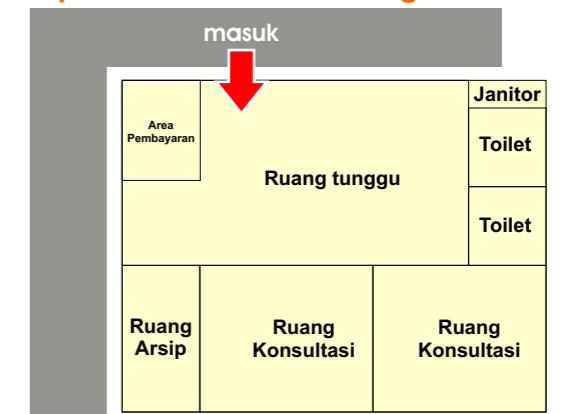 masuk
Janitor
Area
Pembayaran
Toilet
Ruang tunggu
Toilet
Ruang
Arsip
Ruang
Konsultasi
Ruang
Konsultasi